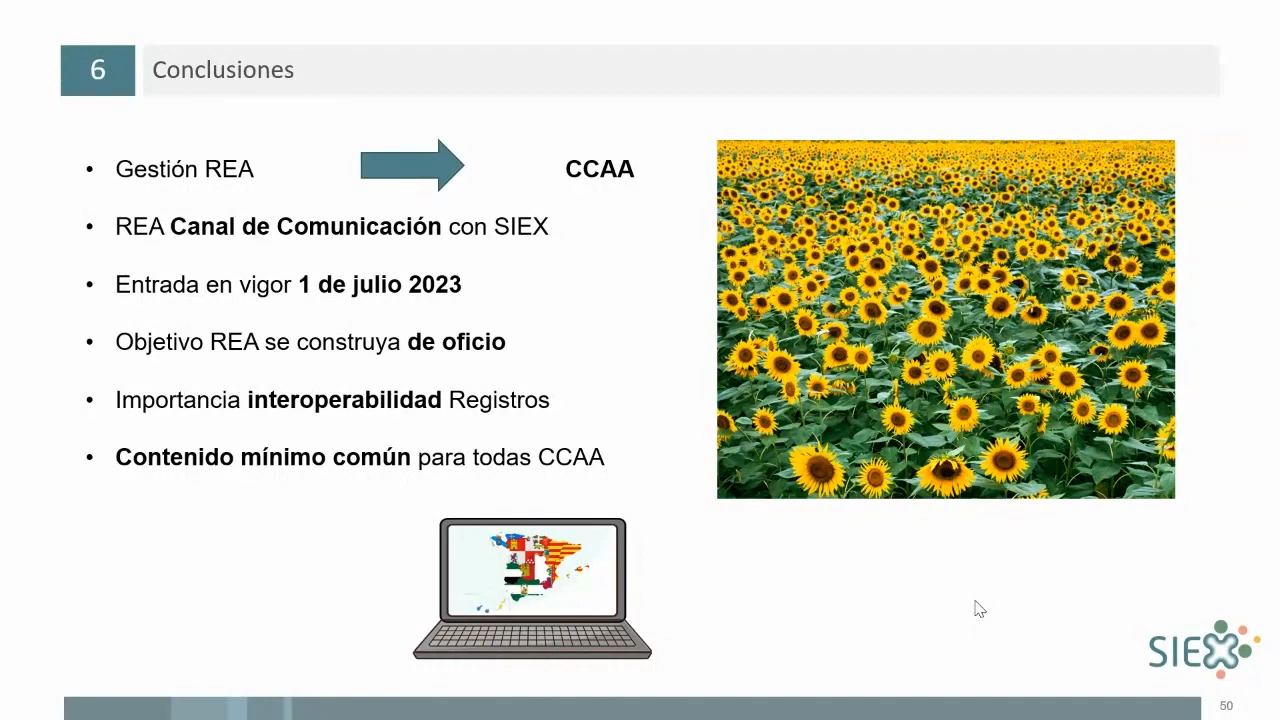 6
Conclusiones
• Gestión REA CCAA
• REA Canal de Comunicación con SIEX
• Entrada en vigor 1 de julio 2023
• Objetivo REA se construya de oficio
• Importancia interoperabilidad Registros
• Contenido mínimo común para todas CCAA
SIEX
50